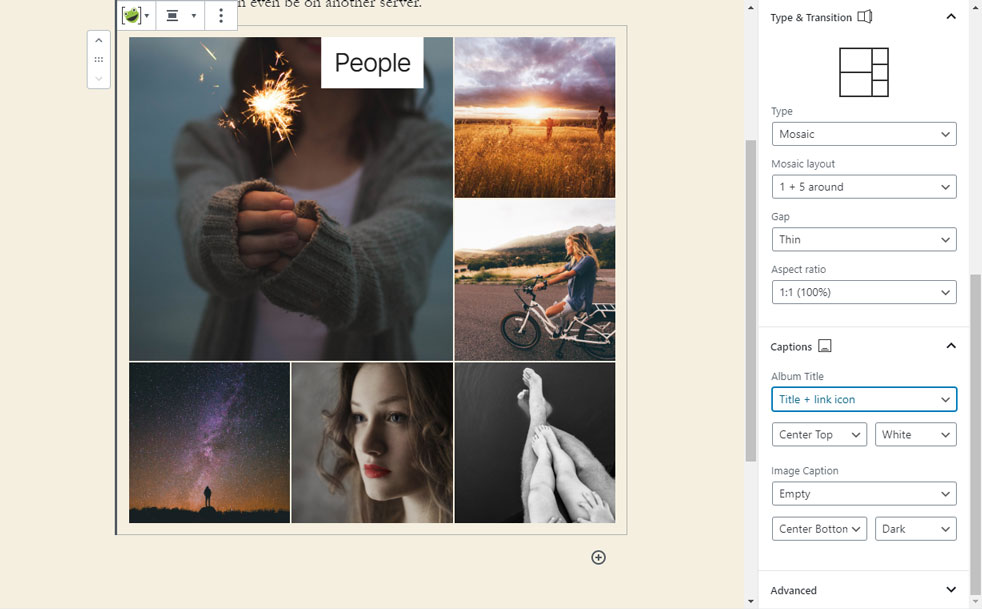 n even be on another server.
People
Type & Transition
Type
Mosaic
Mosaic layout
1 + 5 around
Gap
Thin
Aspect ratio
1:1 (100%)
Captions
Album Title
Title + link icon
Center Top
White
Image Caption
Empty
Center Botton
Dark
Advanced